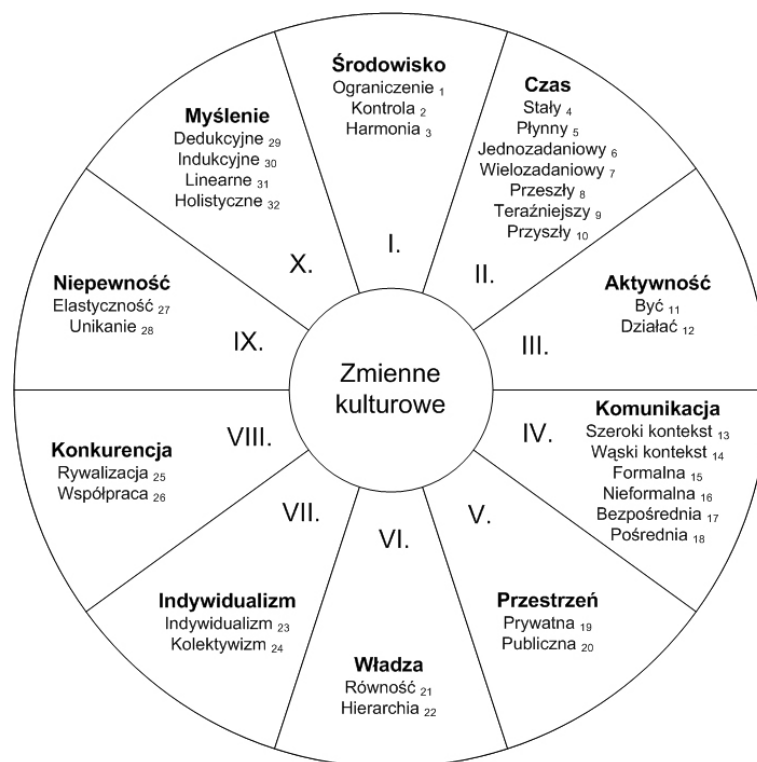 Środowisko
Ograniczenie 1
Kontrola 2
Harmonia 3
I.
Czas
Stały 4
Płynny 5
Jednozadaniowy 6
Wielozadaniowy 7
Przeszły 8
Teraźniejszy 9
Przyszły 10
II.
Aktywność
Być 11
Działać 12
III.
Komunikacja
Szeroki kontekst 13
Wąski kontekst 14
Formalna 15
Nieformalna 16
Bezpośrednia 17
Pośrednia 18
IV.
Przestrzeń
Prywatna 19
Publiczna 20
V.
Władza
Równość 21
Hierarchia 22
VI.
Indywidualizm
Indywidualizm 23
Kolektywizm 24
VII.
Konkurencja
Rywalizacja 25
Współpraca 26
VIII.
Niepewność
Elastyczność 27
Unikanie 28
IX.
Myślenie
Dedukcyjne 29
Indukcyjne 30
Linearne 31
Holistyczne 32
X.
Zmienne
kulturowe